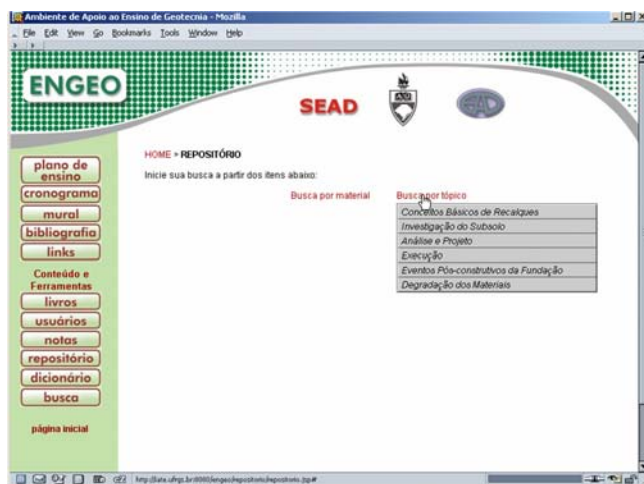 Ambiente de Apoio ao Ensino de Geotecnia - Mozilla
File Edit View Go Bookmarks Tools Window Help
ENGEO
SEAD
HOME > REPOSITÓRIO
Inicie sua busca a partir dos itens abaixo:
Busca por material Busca por tópico
Conceitos Básicos de Recalques
Investigação do Subsolo
Análise e Projeto
Execução
Eventos Pós-construtivos da Fundação
Degradação dos Materiais
plano de
ensino
cronograma
mural
bibliografia
links
Conteúdo e
Ferramentas
livros
usuários
notas
repositório
dicionário
busca
página inicial